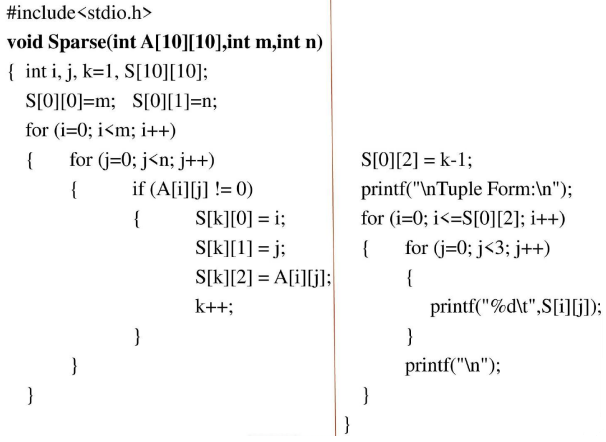 #include<stdio.h>
void Sparse(int A[10][10],int m,int n)
{ int i, j, k=1, S[10][10];
S[0][0]=m; S[0][1]=n;
for (i=0; i<m; i++)
{ for (j=0; j<n; j++)
{ if (A[i][j] != 0)
{ S[k][0] = i;
S[k][1] = j;
S[k][2] = A[i][j];
k++;
}
}
}
S[0][2] = k-1;
printf("\nTuple Form:\n");
for (i=0; i<=S[0][2]; i++)
{ for (j=0; j<3; j++)
{
printf("%d\t",S[i][j]);
}
printf("\n");
}
}